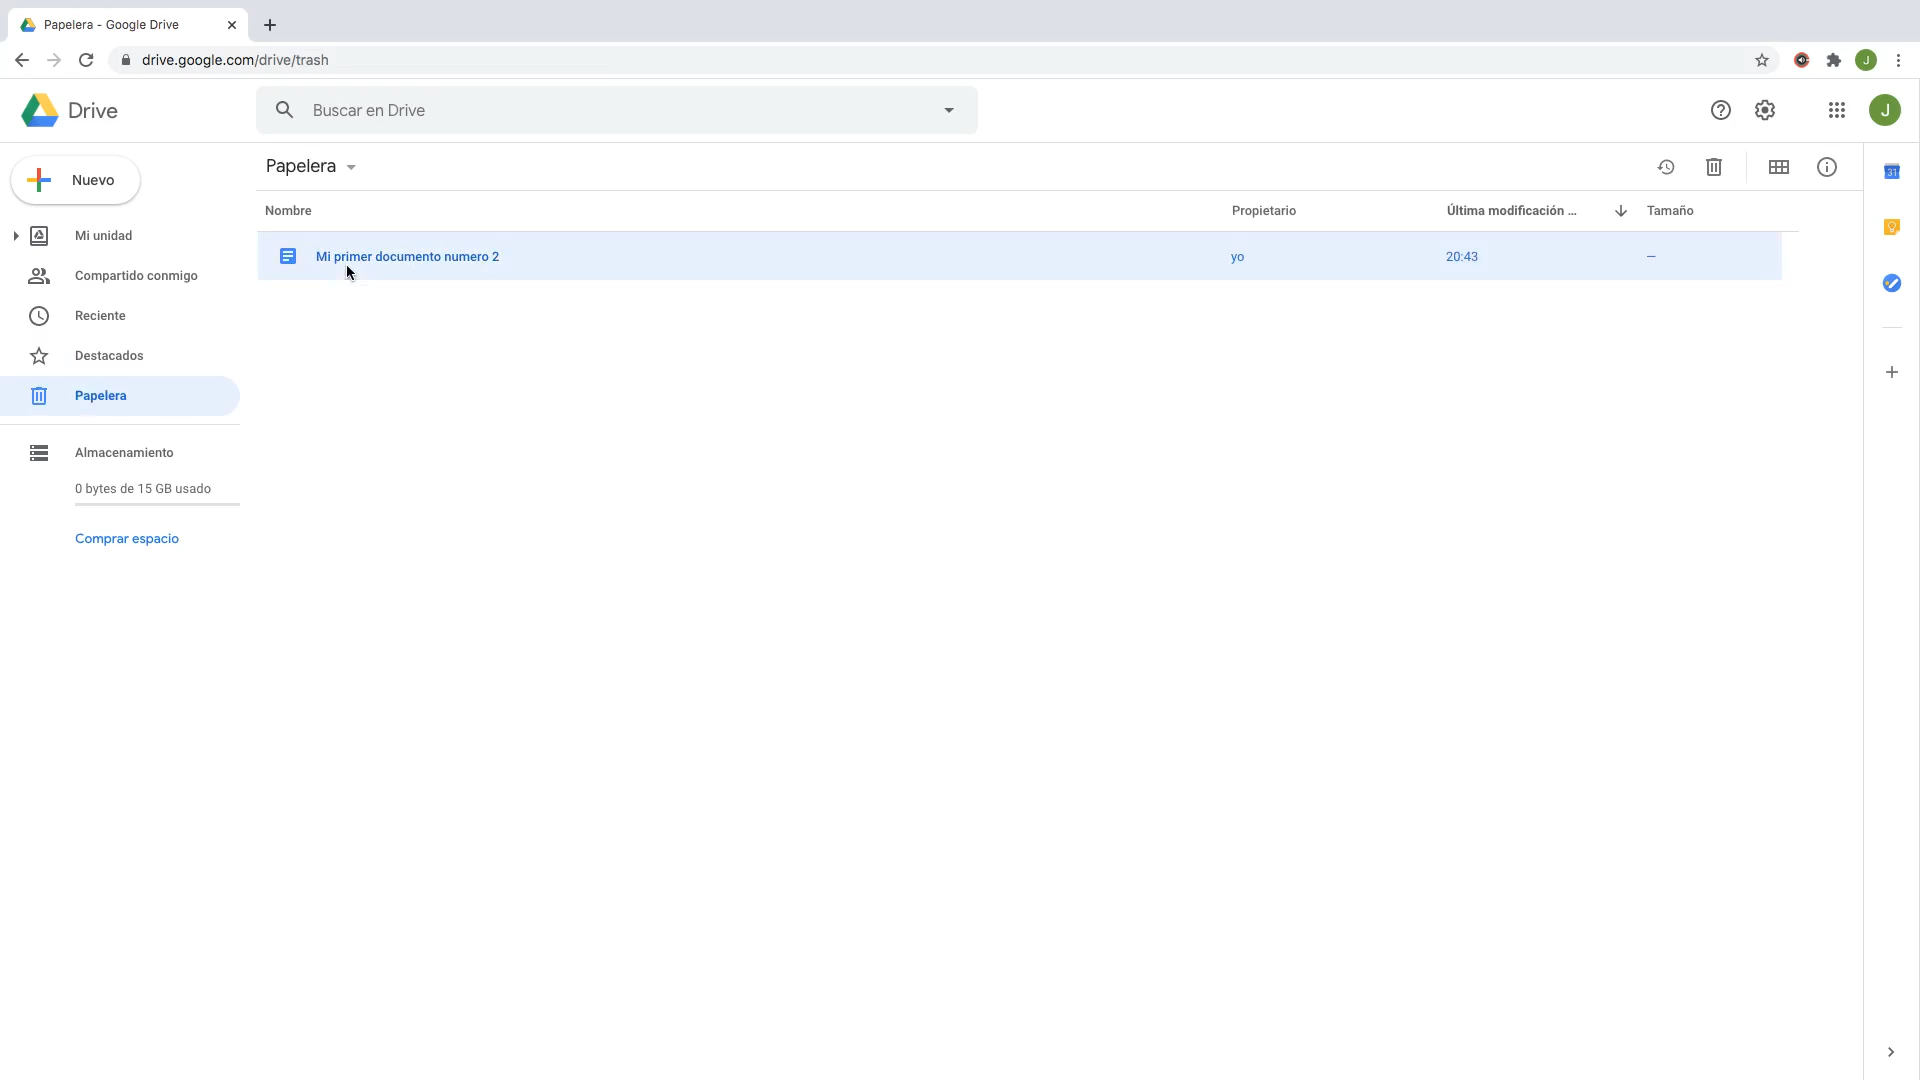 Papelera - Google Drive
drive.google.com/drive/trash
J
Drive
Buscar en Drive
J
Nuevo
Papelera
Nombre
Propietario
Última modificación ...
Tamaño
Mi primer documento numero 2
yo
20:43
—
Mi unidad
Compartido conmigo
Reciente
Destacados
Papelera
Almacenamiento
0 bytes de 15 GB usado
Comprar espacio
31